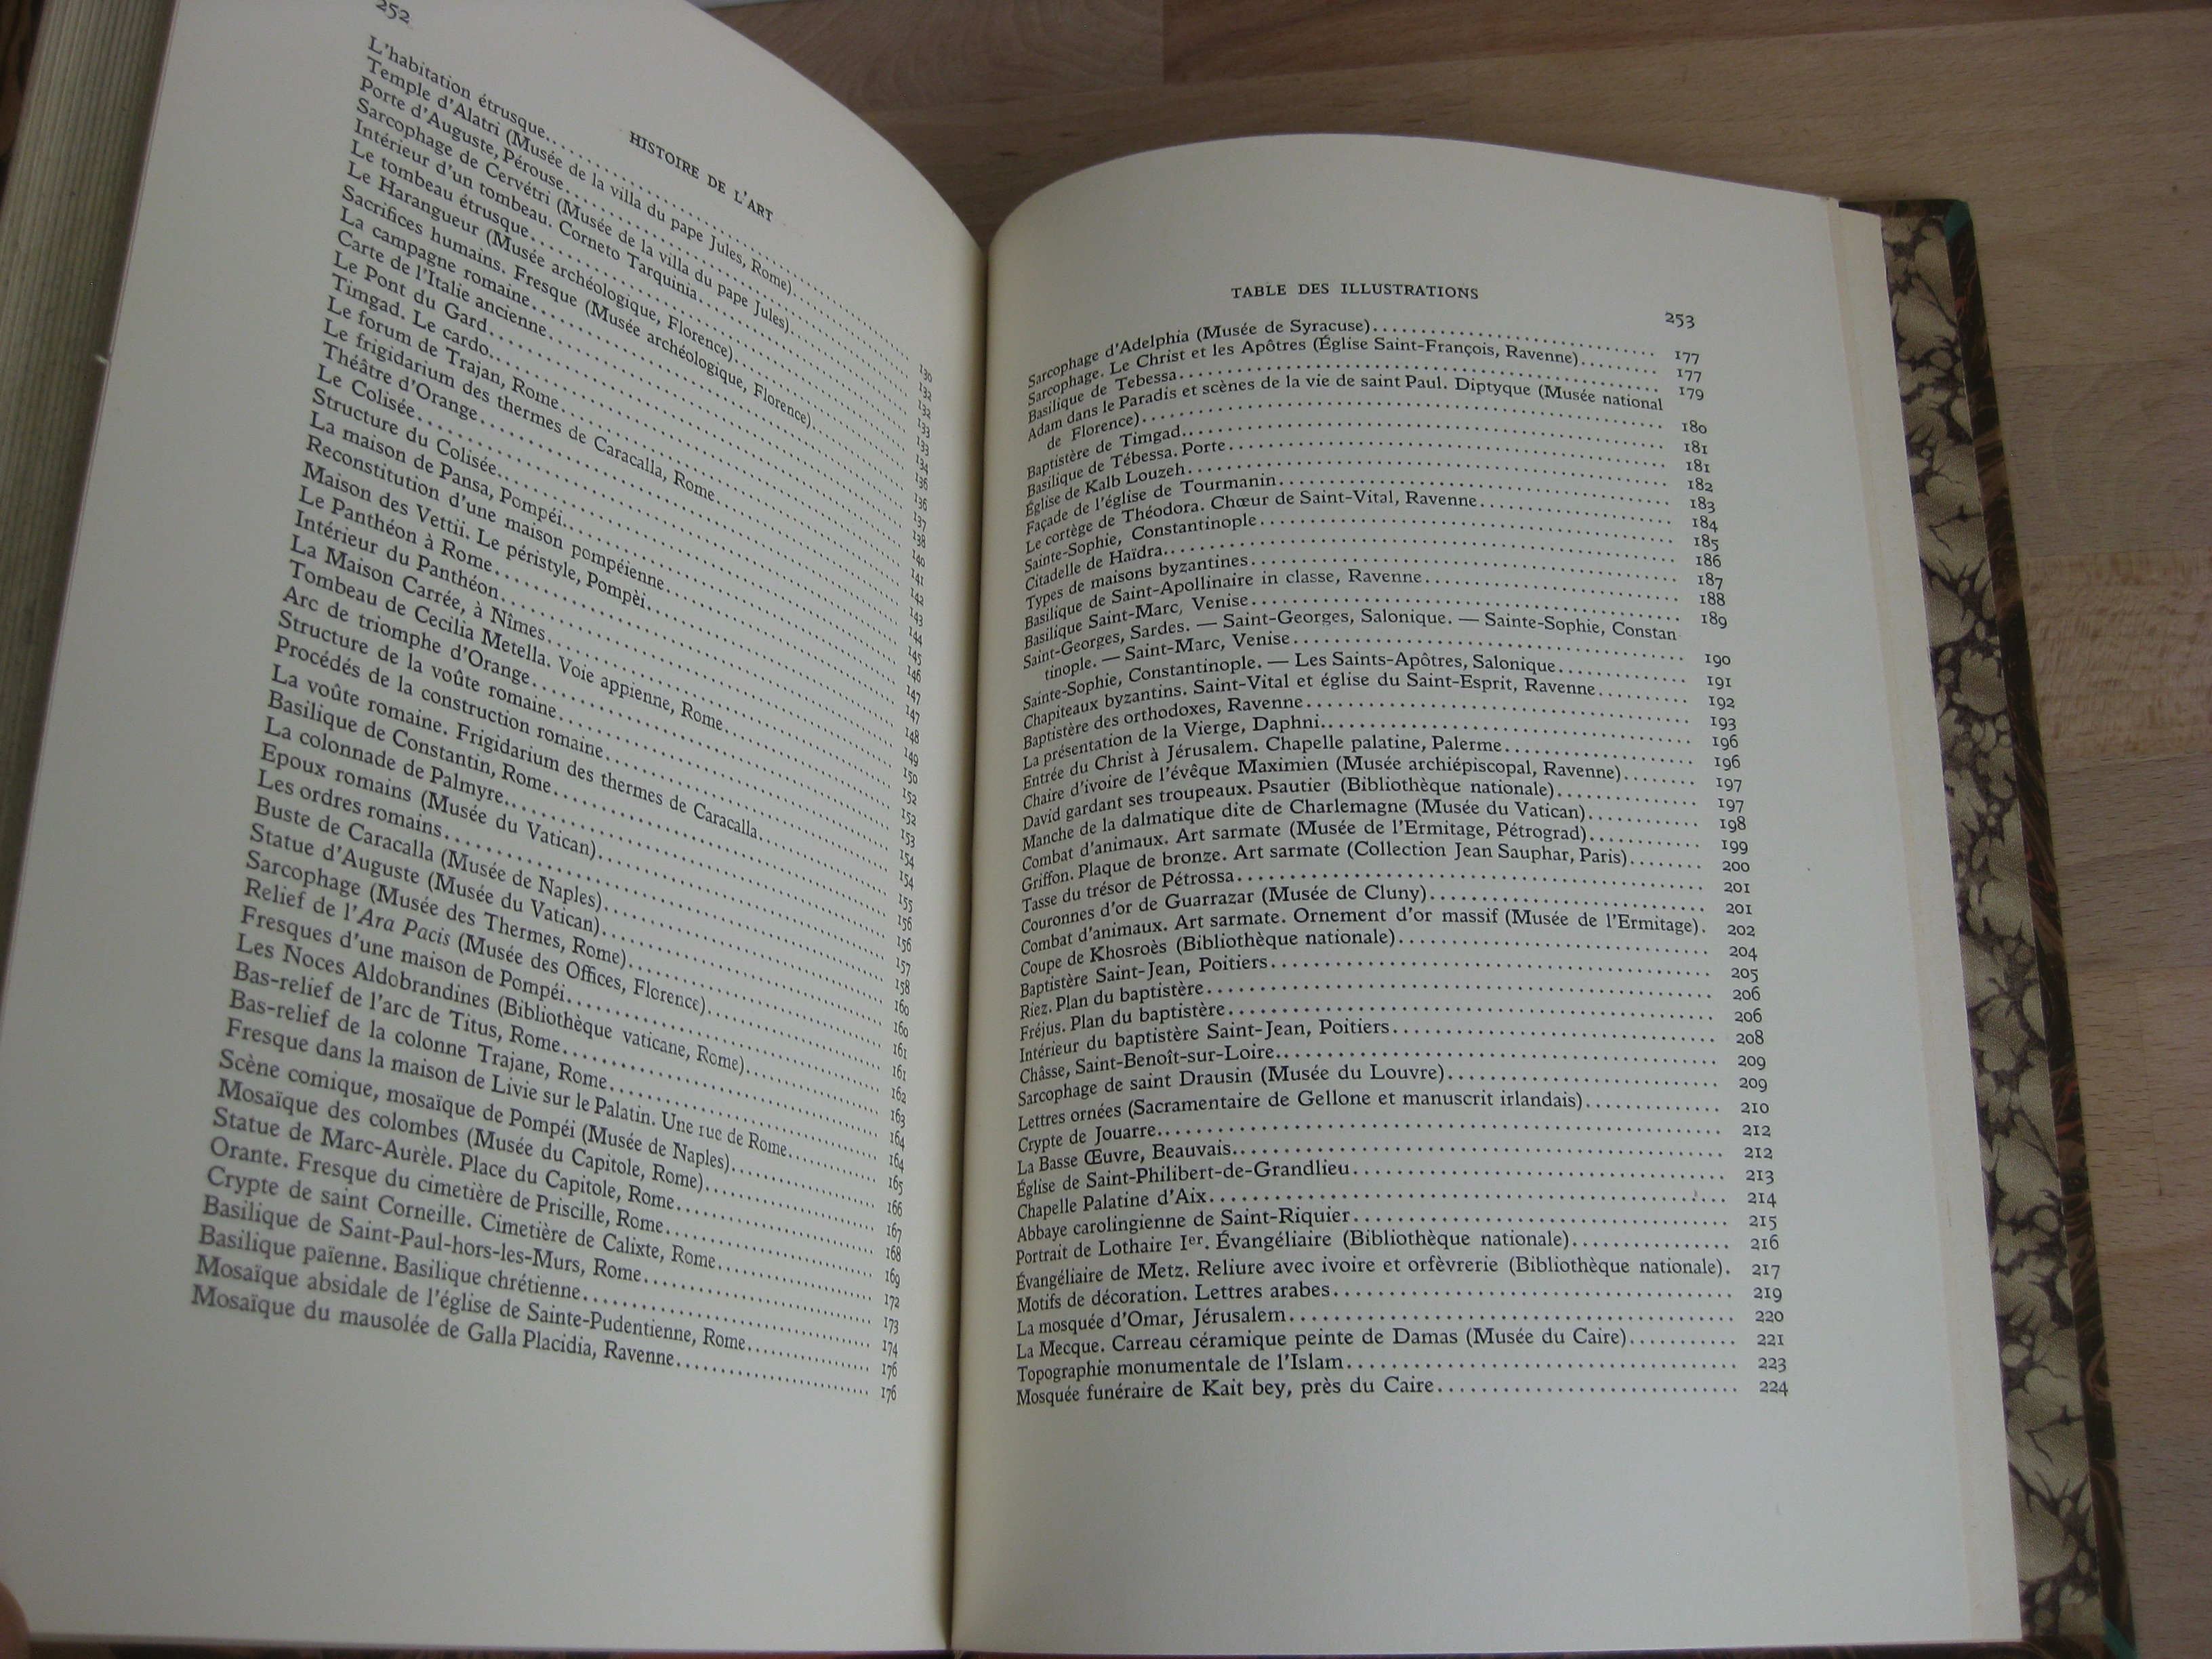 252
HISTOIRE DE L'ART
L'habitation étrusque.......... 130
Temple d'Alatri (Musée de la villa du pape Jules, Rome).......... 132
Porte d'Auguste, Pérouse.......... 132
Sarcophage de Cervétri (Musée de la villa du pape Jules).......... 133
Intérieur d'un tombeau. Corneto Tarquinia.......... 133
Le tombeau étrusque.......... 134
Le Harangueur (Musée archéologique, Florence).......... 136
Sacrifices humains. Fresque (Musée archéologique, Florence).......... 136
La campagne romaine.......... 137
Carte de l'Italie ancienne.......... 138
Le Pont du Gard.......... 140
Timgad. Le cardo.......... 141
Le forum de Trajan, Rome.......... 142
Le frigidarium des thermes de Caracalla, Rome.......... 143
Théâtre d'Orange.......... 144
Le Colisée.......... 145
Structure du Colisée.......... 146
La maison de Pansa, Pompéi.......... 147
Reconstitution d'une maison pompéienne.......... 147
Maison des Vettii. Le péristyle, Pompèi.......... 148
Le Panthéon à Rome.......... 149
Intérieur du Panthéon.......... 150
La Maison Carrée, à Nîmes.......... 152
Tombeau de Cecilia Metella. Voie appienne, Rome.......... 152
Arc de triomphe d'Orange.......... 153
Structure de la voûte romaine.......... 154
Procédés de la construction romaine.......... 154
La voûte romaine. Frigidarium des thermes de Caracalla.......... 155
Basilique de Constantin, Rome.......... 156
La colonnade de Palmyre.......... 156
Epoux romains (Musée du Vatican).......... 157
Les ordres romains.......... 158
Buste de Caracalla (Musée de Naples).......... 160
Statue d'Auguste (Musée du Vatican).......... 160
Sarcophage (Musée des Thermes, Rome).......... 161
Relief de l'Ara Pacis (Musée des Offices, Florence).......... 161
Fresques d'une maison de Pompéi.......... 162
Les Noces Aldobrandines (Bibliothèque vaticane, Rome).......... 163
Bas-relief de l'arc de Titus, Rome.......... 164
Bas-relief de la colonne Trajane, Rome.......... 164
Fresque dans la maison de Livie sur le Palatin. Une rue de Rome.......... 165
Scène comique, mosaïque de Pompéi (Musée de Naples).......... 166
Mosaïque des colombes (Musée du Capitole, Rome).......... 167
Statue de Marc-Aurèle. Place du Capitole, Rome.......... 168
Orante. Fresque du cimetière de Priscille, Rome.......... 169
Crypte de saint Corneille. Cimetière de Calixte, Rome.......... 172
Basilique de Saint-Paul-hors-les-Murs, Rome.......... 173
Basilique païenne. Basilique chrétienne.......... 174
Mosaïque absidale de l'église de Sainte-Pudentienne, Rome.......... 176
Mosaïque du mausolée de Galla Placidia, Ravenne.......... 176
TABLE DES ILLUSTRATIONS
253
Sarcophage d'Adelphia (Musée de Syracuse).......... 177
Sarcophage. Le Christ et les Apôtres (Église Saint-François, Ravenne).......... 177
Basilique de Tebessa.......... 179
Adam dans le Paradis et scènes de la vie de saint Paul. Diptyque (Musée national
de Florence).......... 180
Baptistère de Timgad.......... 181
Basilique de Tébessa. Porte.......... 181
Église de Kalb Louzeh.......... 182
Façade de l'église de Tourmanin.......... 183
Le cortège de Théodora. Chœur de Saint-Vital, Ravenne.......... 184
Sainte-Sophie, Constantinople.......... 185
Citadelle de Haïdra.......... 186
Types de maisons byzantines.......... 187
Basilique de Saint-Apollinaire in classe, Ravenne.......... 188
Basilique Saint-Marc, Venise.......... 189
Saint-Georges, Sardes. — Saint-Georges, Salonique. — Sainte-Sophie, Constan
tinople. — Saint-Marc, Venise.......... 190
Sainte-Sophie, Constantinople. — Les Saints-Apôtres, Salonique.......... 191
Chapiteaux byzantins. Saint-Vital et église du Saint-Esprit, Ravenne.......... 192
Baptistère des orthodoxes, Ravenne.......... 193
La présentation de la Vierge, Daphni.......... 196
Entrée du Christ à Jérusalem. Chapelle palatine, Palerme.......... 196
Chaire d'ivoire de l'évêque Maximien (Musée archiépiscopal, Ravenne).......... 197
David gardant ses troupeaux. Psautier (Bibliothèque nationale).......... 197
Manche de la dalmatique dite de Charlemagne (Musée du Vatican).......... 198
Combat d'animaux. Art sarmate (Musée de l'Ermitage, Pétrograd).......... 199
Griffon. Plaque de bronze. Art sarmate (Collection Jean Sauphar, Paris).......... 200
Tasse du trésor de Pétrossa.......... 201
Couronnes d'or de Guarrazar (Musée de Cluny).......... 201
Combat d'animaux. Art sarmate. Ornement d'or massif (Musée de l'Ermitage). 202
Coupe de Khosroès (Bibliothèque nationale).......... 204
Baptistère Saint-Jean, Poitiers.......... 205
Riez. Plan du baptistère.......... 206
Fréjus. Plan du baptistère.......... 206
Intérieur du baptistère Saint-Jean, Poitiers.......... 208
Châsse, Saint-Benoît-sur-Loire.......... 209
Sarcophage de saint Drausin (Musée du Louvre).......... 209
Lettres ornées (Sacramentaire de Gellone et manuscrit irlandais).......... 210
Crypte de Jouarre.......... 212
La Basse Œuvre, Beauvais.......... 212
Église de Saint-Philibert-de-Grandlieu.......... 213
Chapelle Palatine d'Aix.......... 214
Abbaye carolingienne de Saint-Riquier.......... 215
Portrait de Lothaire Ier. Évangéliaire (Bibliothèque nationale).......... 216
Évangéliaire de Metz. Reliure avec ivoire et orfèvrerie (Bibliothèque nationale). 217
Motifs de décoration. Lettres arabes.......... 219
La mosquée d'Omar, Jérusalem.......... 220
La Mecque. Carreau céramique peinte de Damas (Musée du Caire).......... 221
Topographie monumentale de l'Islam.......... 223
Mosquée funéraire de Kait bey, près du Caire.......... 224